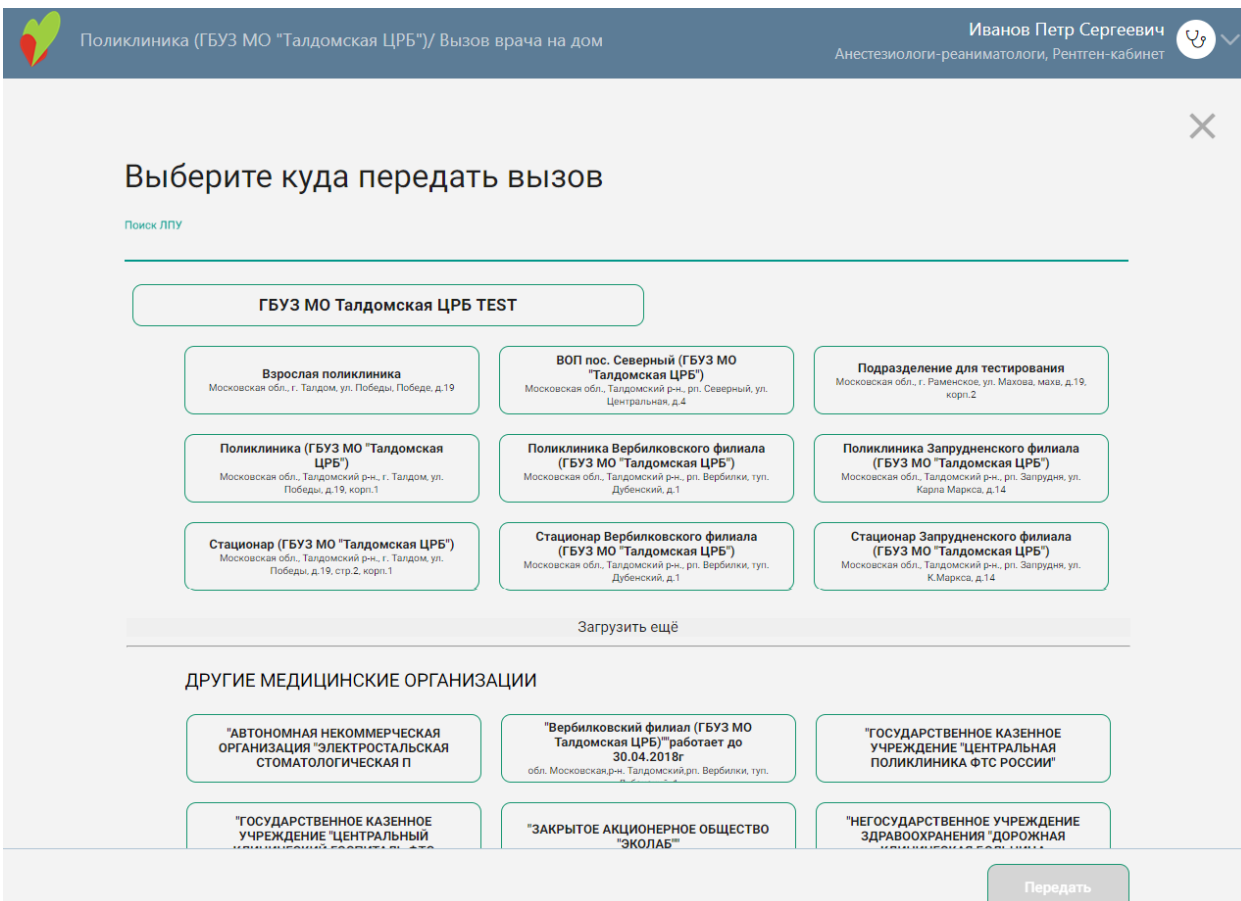 Поликлиника (ГБУЗ МО "Талдомская ЦРБ")/ Вызов врача на дом
Иванов Петр Сергеевич
Анестезиологи-реаниматологи, Рентген-кабинет
Выберите куда передать вызов
Поиск ЛПУ
ГБУЗ МО Талдомская ЦРБ TEST
Взрослая поликлиника
Московская обл., г. Талдом, ул. Победы, Победе, д.19
ВОП пос. Северный (ГБУЗ МО
"Талдомская ЦРБ")
Московская обл., Талдомский р-н., рп. Северный, ул.
Центральная, д.4
Подразделение для тестирования
Московская обл., г. Раменское, ул. Махова, махв, д.19,
корп.2
Поликлиника (ГБУЗ МО "Талдомская
ЦРБ")
Московская обл., Талдомский р-н., г. Талдом, ул.
Победы, д.19, корп.1
Поликлиника Вербилковского филиала
(ГБУЗ МО "Талдомская ЦРБ")
Московская обл., Талдомский р-н., рп. Вербилки, туп.
Дубенский, д.1
Поликлиника Запрудненского филиала
(ГБУЗ МО "Талдомская ЦРБ")
Московская обл., Талдомский р-н., рп. Запрудня, ул.
Карла Маркса, д.14
Стационар (ГБУЗ МО "Талдомская ЦРБ")
Московская обл., Талдомский р-н., г. Талдом, ул.
Победы, д.19, стр.2, корп.1
Стационар Вербилковского филиала
(ГБУЗ МО "Талдомская ЦРБ")
Московская обл., Талдомский р-н., рп. Вербилки, туп.
Дубенский, д.1
Стационар Запрудненского филиала
(ГБУЗ МО "Талдомская ЦРБ")
Московская обл., Талдомский р-н., рп. Запрудня, ул.
К.Маркса, д.14
Загрузить ещё
ДРУГИЕ МЕДИЦИНСКИЕ ОРГАНИЗАЦИИ
"АВТОНОМНАЯ НЕКОММЕРЧЕСКАЯ
ОРГАНИЗАЦИЯ "ЭЛЕКТРОСТАЛЬСКАЯ
СТОМАТОЛОГИЧЕСКАЯ П
"Вербилковский филиал (ГБУЗ МО
Талдомская ЦРБ)""работает до
30.04.2018г
обл. Московская,р-н. Талдомский,рп. Вербилки, туп.
"ГОСУДАРСТВЕННОЕ КАЗЕННОЕ
УЧРЕЖДЕНИЕ "ЦЕНТРАЛЬНАЯ
ПОЛИКЛИНИКА ФТС РОССИИ"
"ГОСУДАРСТВЕННОЕ КАЗЕННОЕ
УЧРЕЖДЕНИЕ "ЦЕНТРАЛЬНЫЙ
КЛИНИЧЕСКИЙ ГОСПИТАЛЬ ФТС
"ЗАКРЫТОЕ АКЦИОНЕРНОЕ ОБЩЕСТВО
"ЭКОЛАБ""
"НЕГОСУДАРСТВЕННОЕ УЧРЕЖДЕНИЕ
ЗДРАВООХРАНЕНИЯ "ДОРОЖНАЯ
КЛИНИЧЕСКАЯ БОЛЬНИЦА
Передать